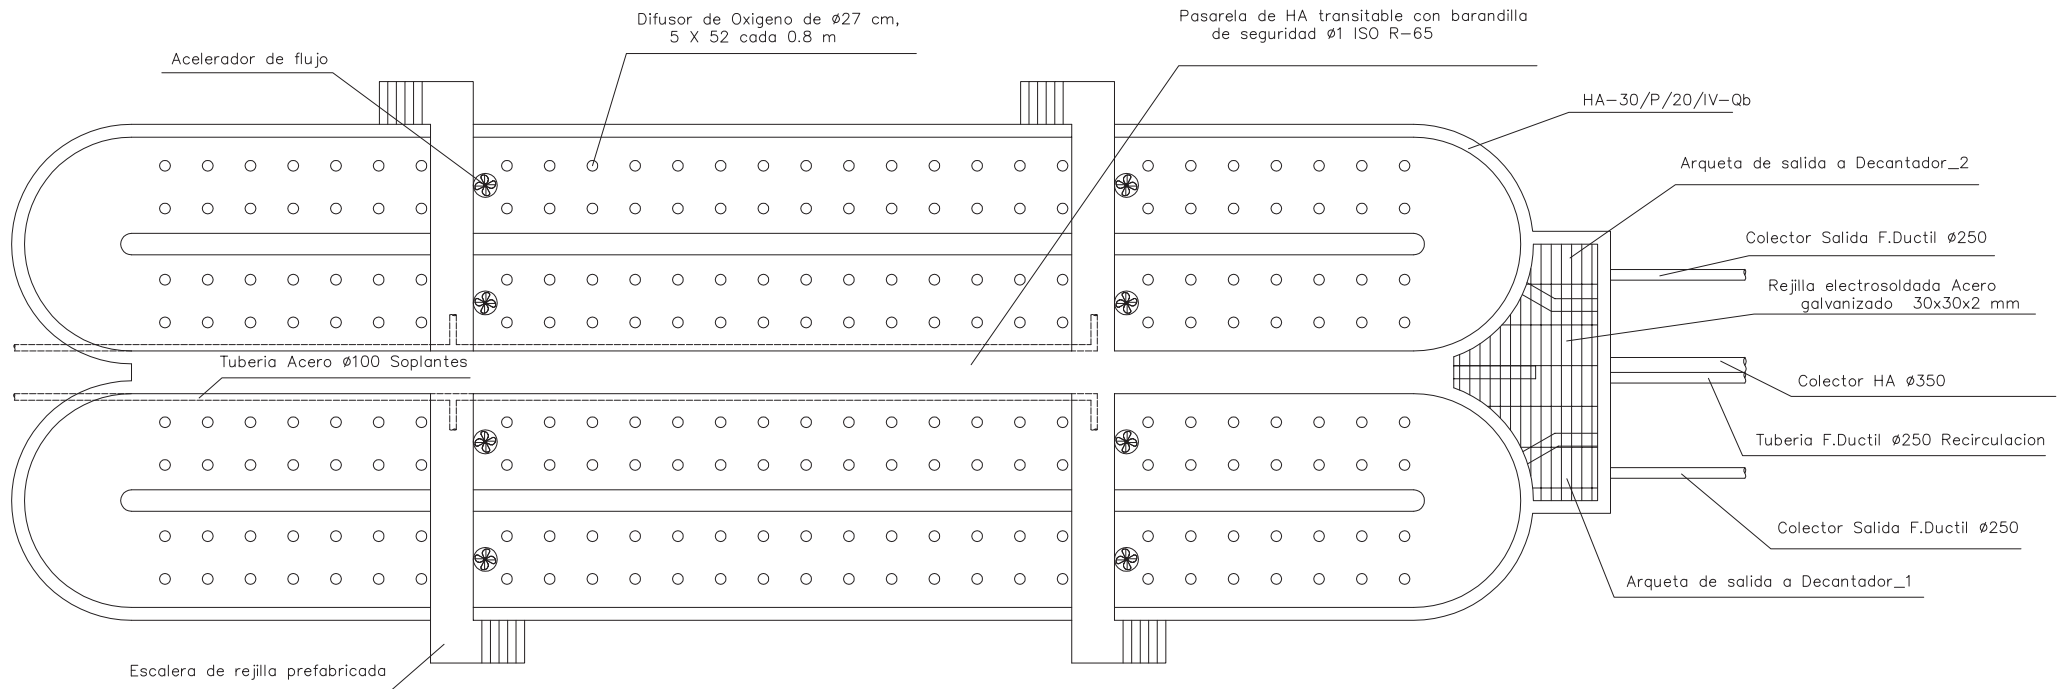 Difusor de Oxigeno de ø27 cm,
5 X 52 cada 0.8 m
Pasarela de HA transitable con barandilla
de seguridad ø1 ISO R-65
Acelerador de flujo
HA-30/P/20/IV-Qb
Arqueta de salida a Decantador_2
Colector Salida F.Ductil ø250
Rejilla electrosoldada Acero
galvanizado 30x30x2 mm
Tuberia Acero ø100 Soplantes
Colector HA ø350
Tuberia F.Ductil ø250 Recirculacion
Colector Salida F.Ductil ø250
Arqueta de salida a Decantador_1
Escalera de rejilla prefabricada